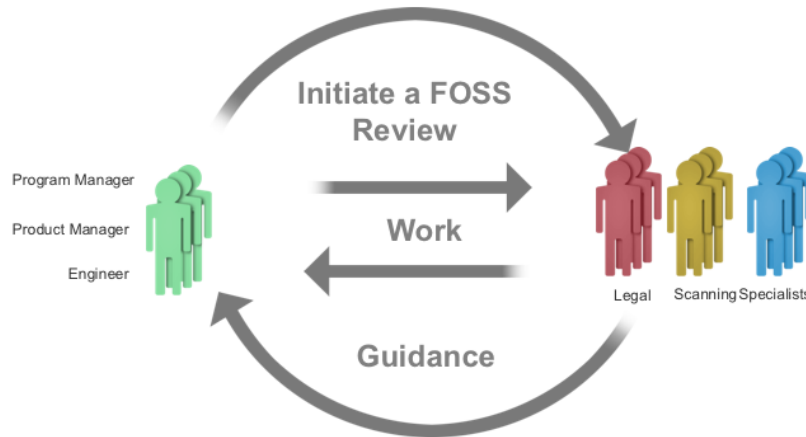 Initiate a FOSS
Review
Program Manager
Product Manager
Work
Engineer
Legal
Scanning
Specialists
Guidance